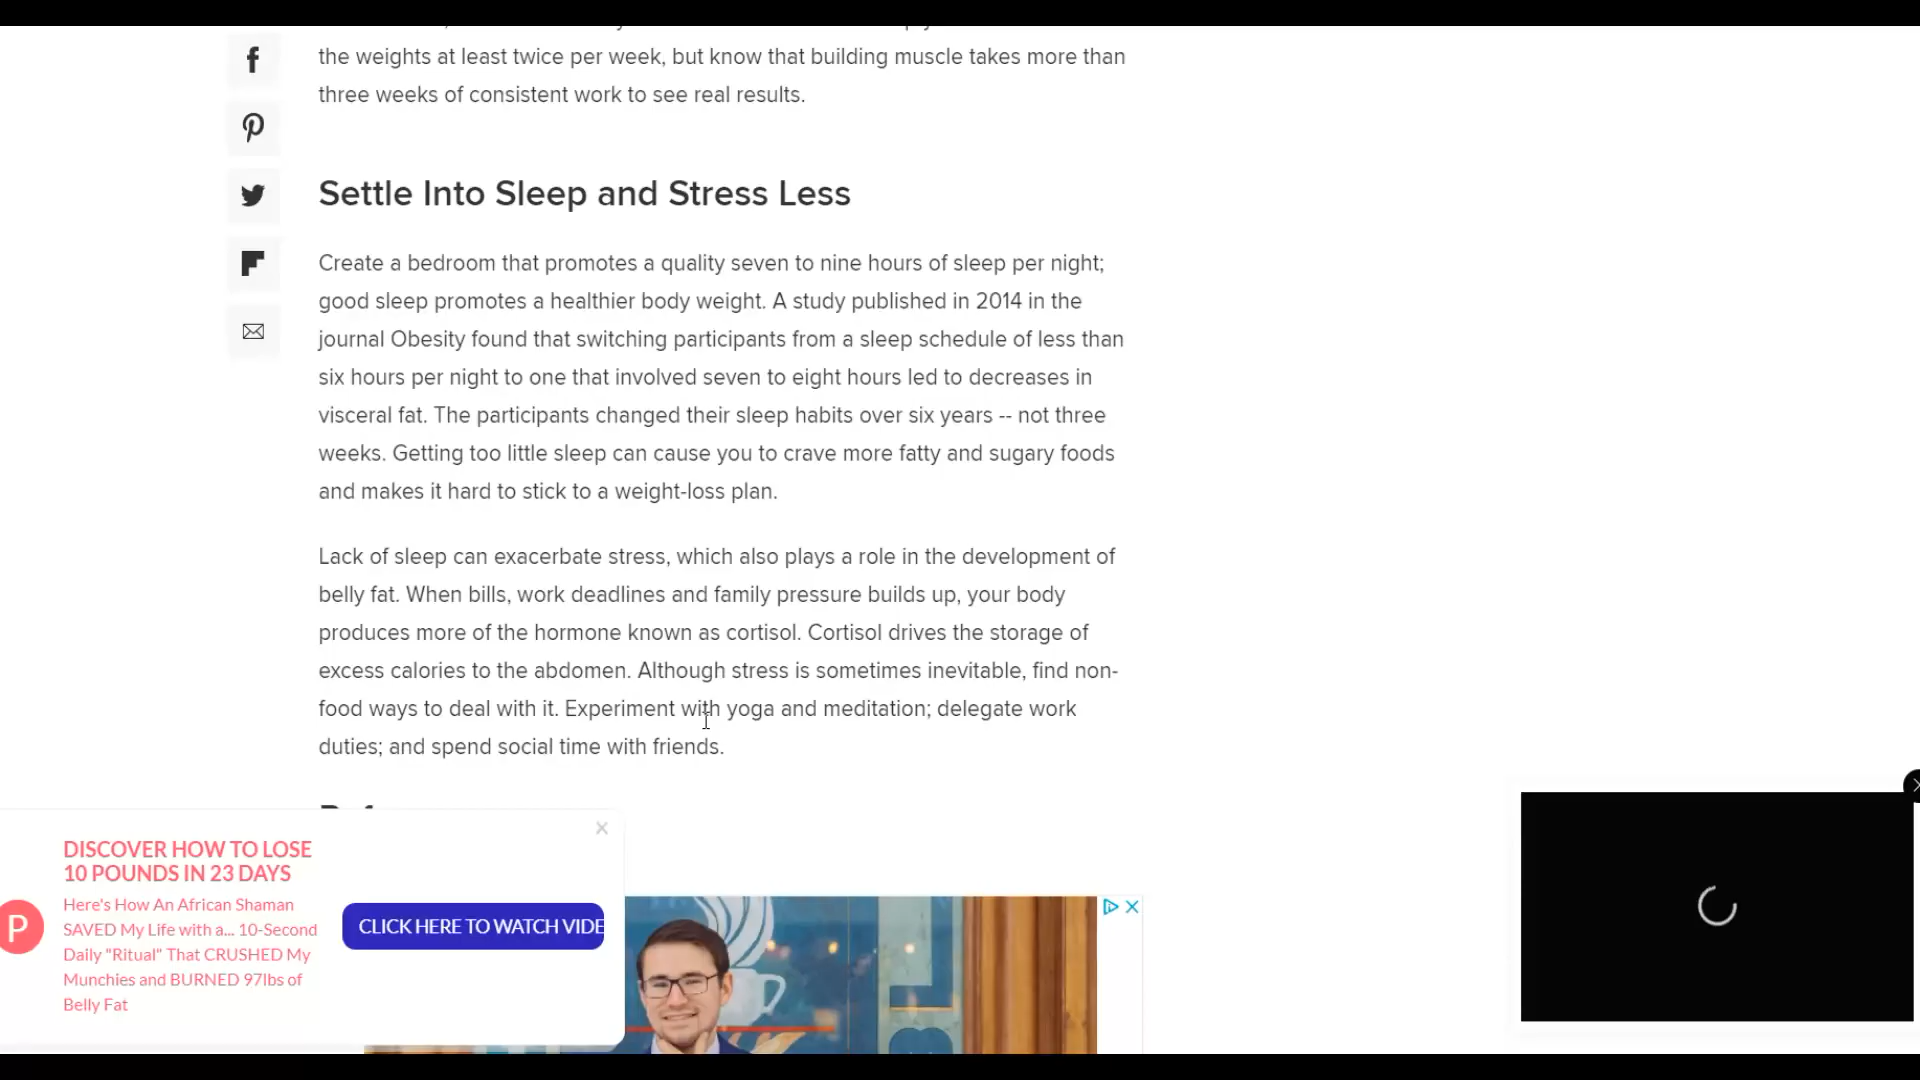 the weights at least twice per week, but know that building muscle takes more than
three weeks of consistent work to see real results.
Settle Into Sleep and Stress Less
Create a bedroom that promotes a quality seven to nine hours of sleep per night;
good sleep promotes a healthier body weight. A study published in 2014 in the
journal Obesity found that switching participants from a sleep schedule of less than
six hours per night to one that involved seven to eight hours led to decreases in
visceral fat. The participants changed their sleep habits over six years -- not three
weeks. Getting too little sleep can cause you to crave more fatty and sugary foods
and makes it hard to stick to a weight-loss plan.
Lack of sleep can exacerbate stress, which also plays a role in the development of
belly fat. When bills, work deadlines and family pressure builds up, your body
produces more of the hormone known as cortisol. Cortisol drives the storage of
excess calories to the abdomen. Although stress is sometimes inevitable, find non-
food ways to deal with it. Experiment with yoga and meditation; delegate work
duties; and spend social time with friends.
DISCOVER HOW TO LOSE
10 POUNDS IN 23 DAYS
Here's How An African Shaman
SAVED My Life with a... 10-Second
Daily "Ritual" That CRUSHED My
Munchies and BURNED 97lbs of
Belly Fat
P
CLICK HERE TO WATCH VIDE